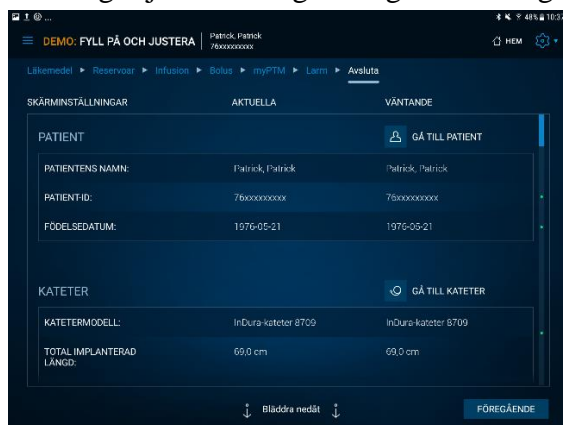 48% 10:37
DEMO: FYLL PÅ OCH JUSTERA
Patrick, Patrick
76xxxxxxxxx
HEM
Läkemedel ► Reservoar ► Infusion ► Bolus ► myPTM ► Larm ► Avsluta
SKÄRMINSTÄLLNINGAR AKTUELLA VÄNTANDE
PATIENT GÅ TILL PATIENT
PATIENTENS NAMN: Patrick, Patrick Patrick, Patrick
PATIENT-ID: 76xxxxxxxxx 76xxxxxxxxx
FÖDELSEDATUM: 1976-05-21 1976-05-21
KATETER GÅ TILL KATETER
KATETERMODELL: InDura-kateter 8709 InDura-kateter 8709
TOTAL IMPLANTERAD LÄNGD: 69,0 cm 69,0 cm
Bläddra nedåt
FÖREGÅENDE